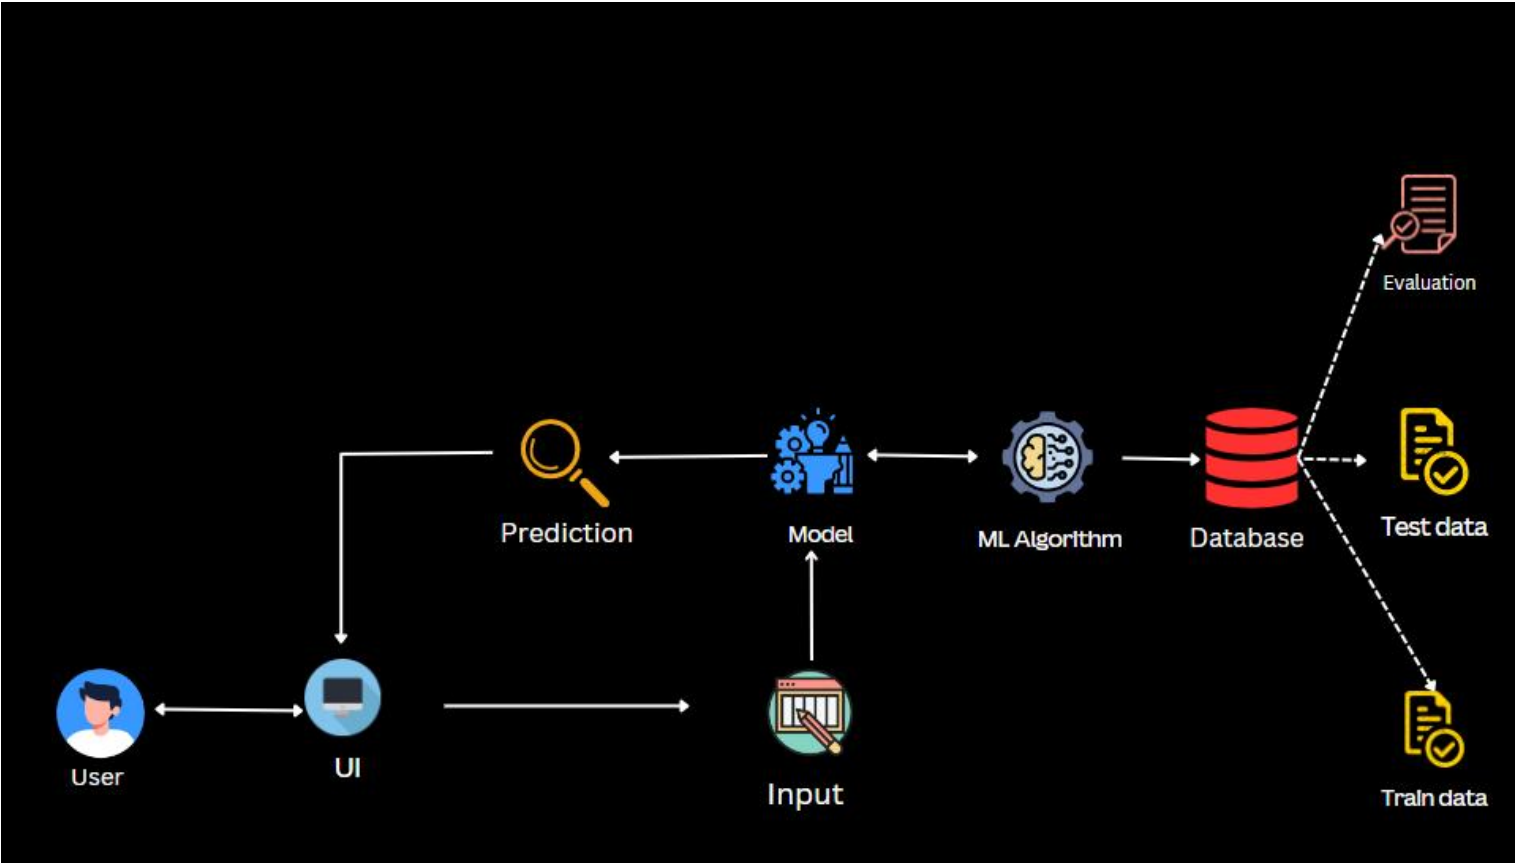 Evaluation
Prediction
Model
ML Algorithm
Database
Test data
User
UI
Input
Train data